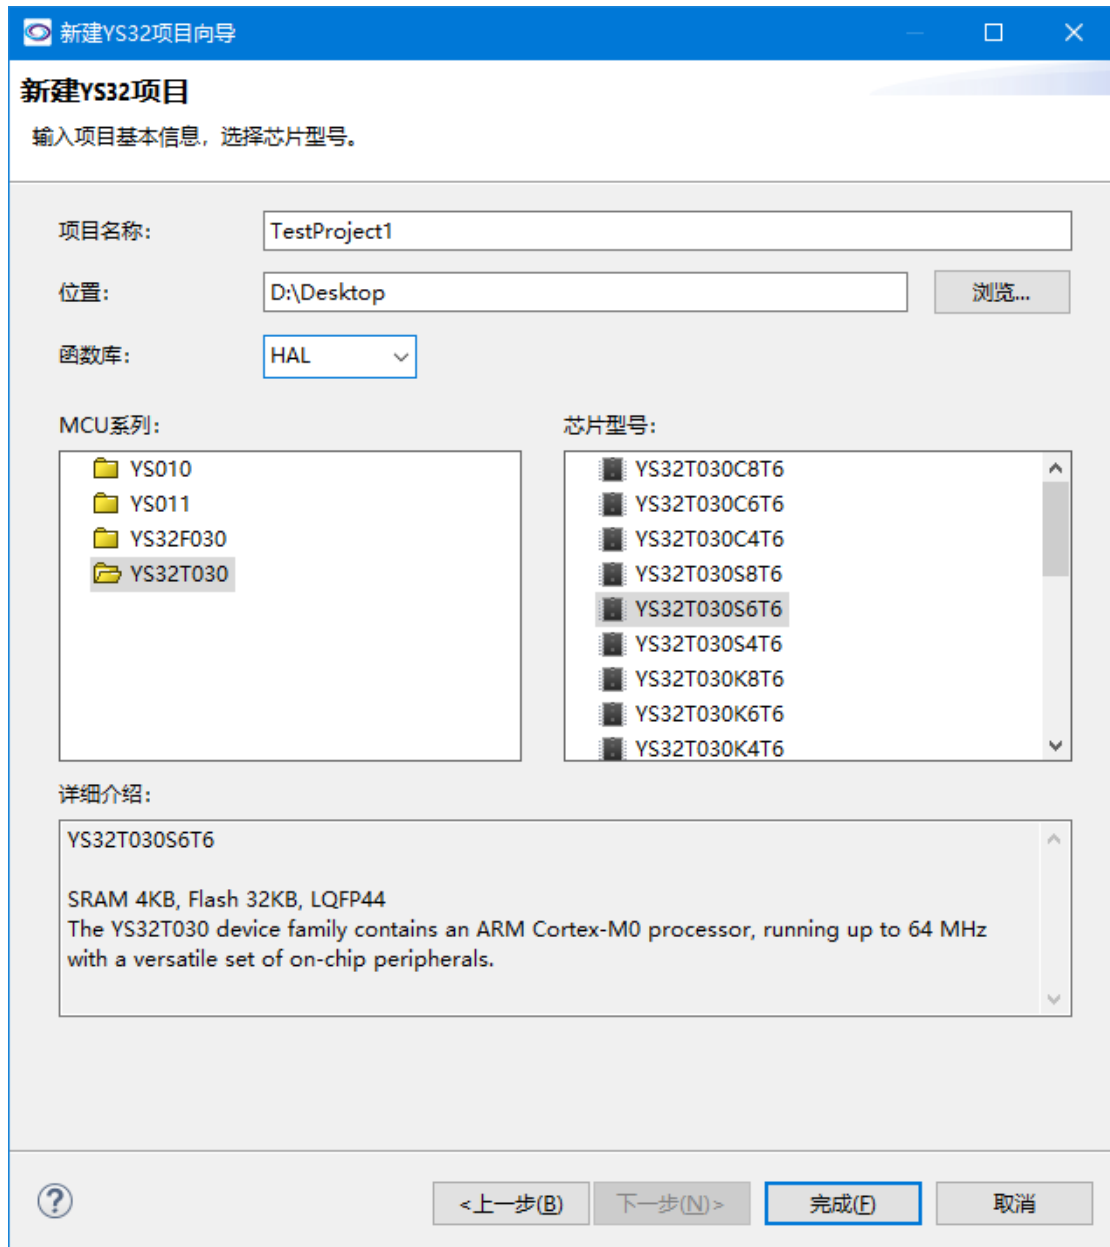 新建YS32项目向导
新建YS32项目
输入项目基本信息，选择芯片型号。
项目名称： TestProject1
位置： D:\Desktop 浏览...
函数库： HAL
MCU系列： 芯片型号：
YS010 YS32T030C8T6
YS011 YS32T030C6T6
YS32F030 YS32T030C4T6
YS32T030 YS32T030S8T6
YS32T030S6T6
YS32T030S4T6
YS32T030K8T6
YS32T030K6T6
YS32T030K4T6
详细介绍：
YS32T030S6T6
SRAM 4KB, Flash 32KB, LQFP44
The YS32T030 device family contains an ARM Cortex-M0 processor, running up to 64 MHz
with a versatile set of on-chip peripherals.
? <上一步(B) 下一步(N)> 完成(F) 取消